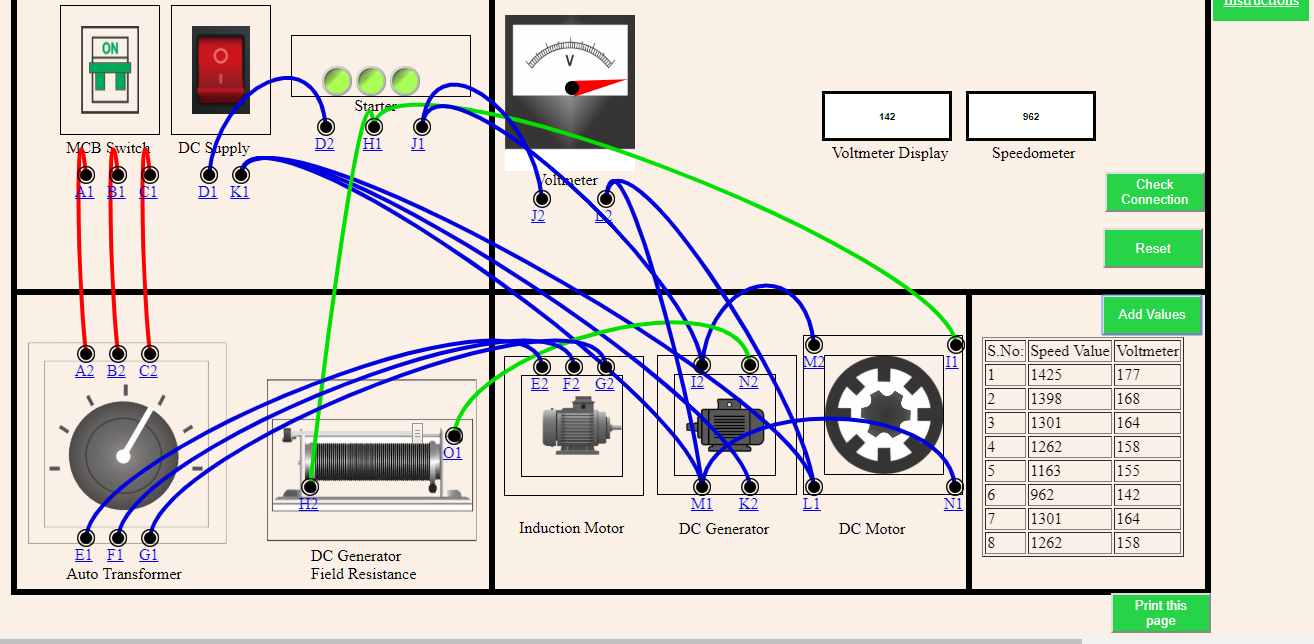 Instructions
ON
V
Starter
MCB Switch
DC Supply
D2
H1
J1
142
962
Voltmeter Display
Speedometer
A1
B1
C1
D1
K1
Voltmeter
J2
L2
Check
Connection
Reset
Add Values
A2
B2
C2
E2
F2
G2
I2
N2
M2
I1
S.No: Speed Value Voltmeter
1 1425 177
2 1398 168
3 1301 164
4 1262 158
5 1163 155
6 962 142
7 1301 164
8 1262 158
O1
H2
M1
K2
L1
N1
Induction Motor
DC Generator
DC Motor
E1
F1
G1
Auto Transformer
DC Generator
Field Resistance
Print this
page